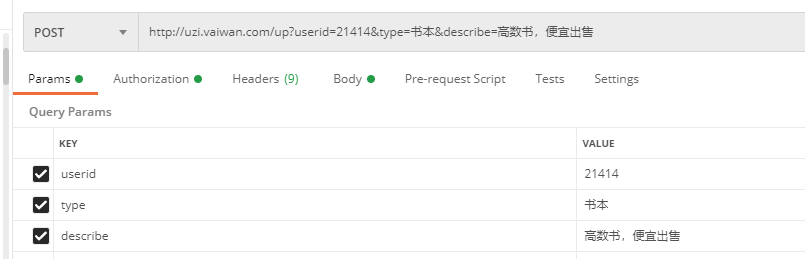 POST http://uzi.vaiwan.com/up?userid=21414&type=书本&describe=高数书，便宜出售
Params Authorization Headers (9) Body Pre-request Script Tests Settings
Query Params
KEY VALUE
userid 21414
type 书本
describe 高数书，便宜出售